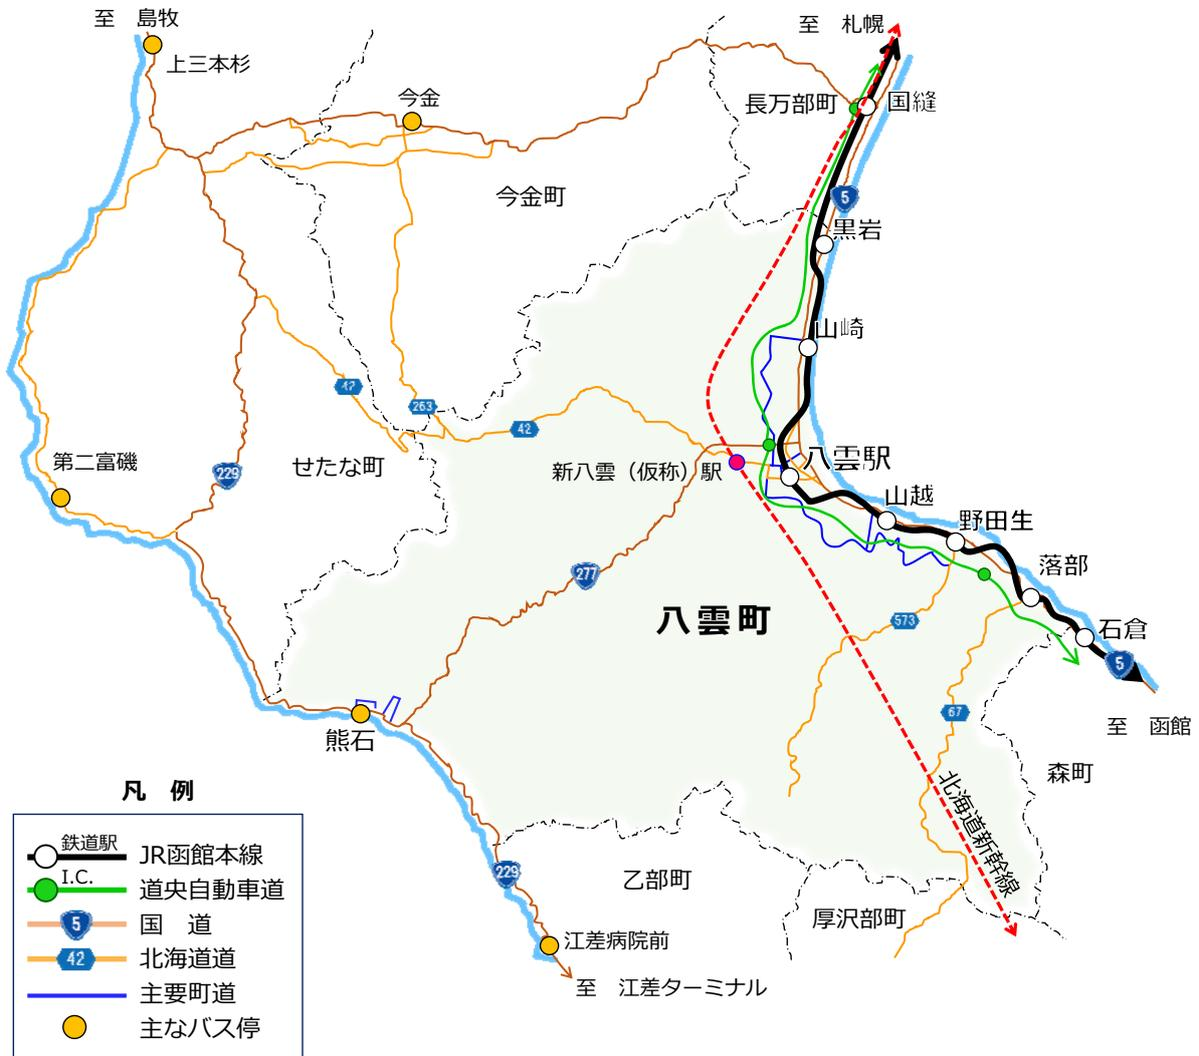 至 島牧
上三本杉
今金
今金町
至 札幌
長万部町
国縫
5
黒岩
山崎
42
263
42
八雲駅
新八雲（仮称）駅
第二富磯
229
せたな町
山越
野田生
落部
277
八雲町
573
石倉
5
67
至 函館
熊石
森町
北海道新幹線
229
乙部町
厚沢部町
江差病院前
至 江差ターミナル
凡 例
鉄道駅
JR函館本線
I.C.
道央自動車道
5
国 道
42
北海道道
主要町道
主なバス停